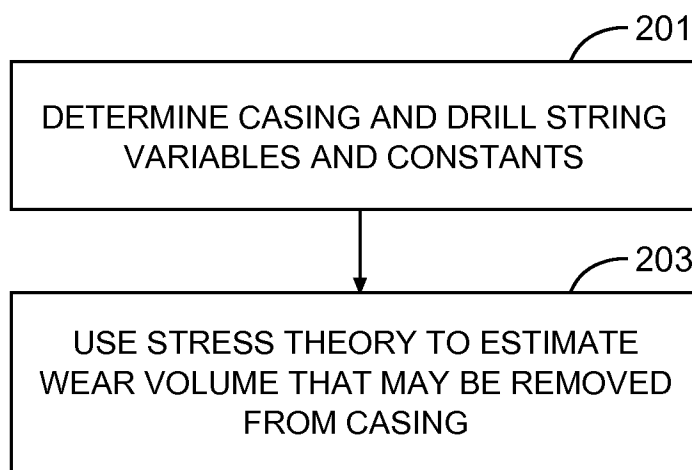 201
DETERMINE CASING AND DRILL STRING
VARIABLES AND CONSTANTS
203
USE STRESS THEORY TO ESTIMATE
WEAR VOLUME THAT MAY BE REMOVED
FROM CASING